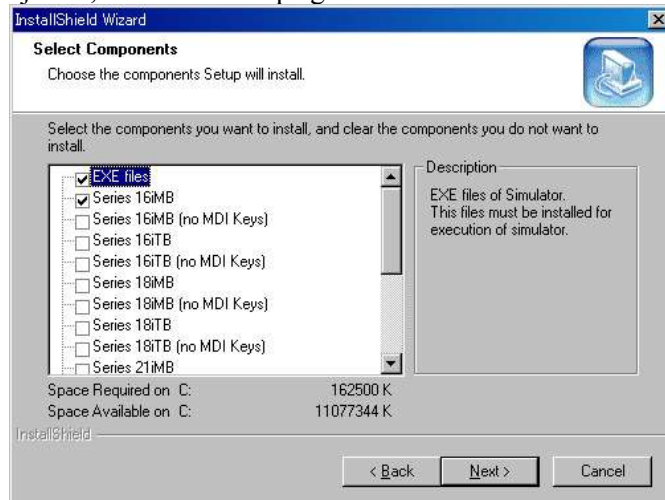 InstallShield Wizard
Select Components
Choose the components Setup will install.
Select the components you want to install, and clear the components you do not want to
install.
EXE files
Series 16iMB
Series 16iMB (no MDI Keys)
Series 16iTB
Series 16iTB (no MDI Keys)
Series 18iMB
Series 18iMB (no MDI Keys)
Series 18iTB
Series 18iTB (no MDI Keys)
Series 21iMB
Description
EXE files of Simulator.
This files must be installed for
execution of simulator.
Space Required on C: 162500 K
Space Available on C: 11077344 K
InstallShield
< Back Next > Cancel